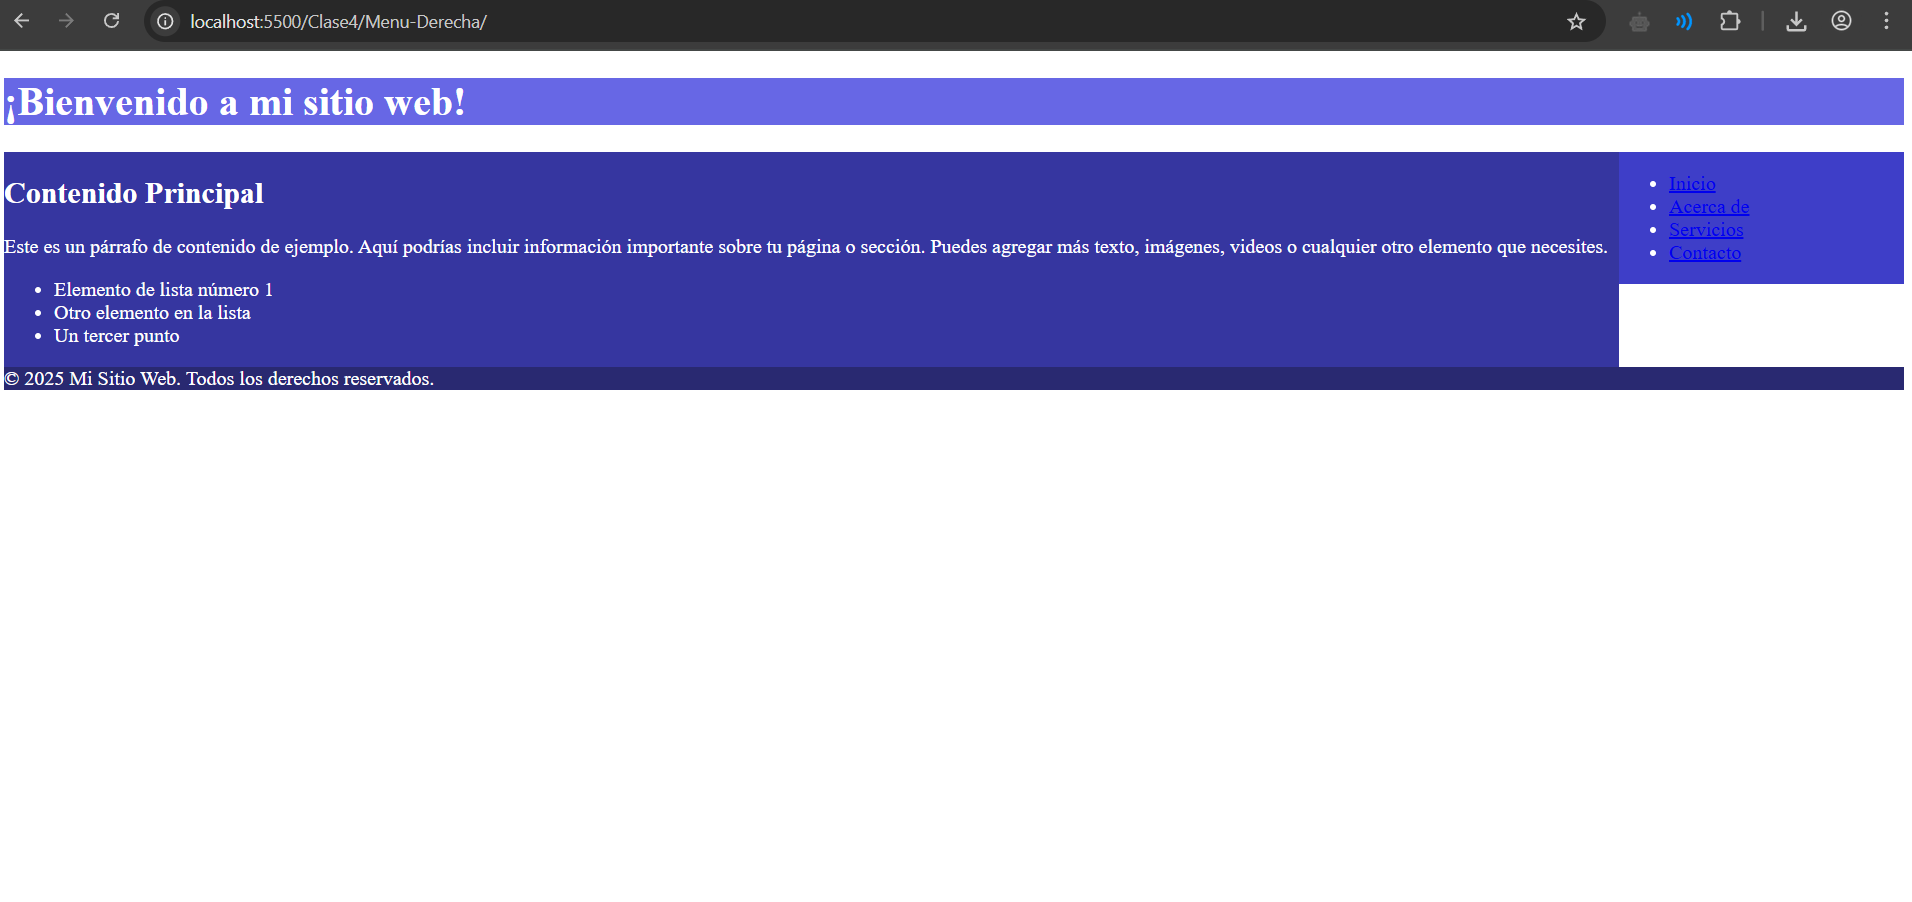 localhost:5500/Clase4/Menu-Derecha/
¡Bienvenido a mi sitio web!
Contenido Principal
Este es un párrafo de contenido de ejemplo. Aquí podrías incluir información importante sobre tu página o sección. Puedes agregar más texto, imágenes, videos o cualquier otro elemento que necesites.
Elemento de lista número 1
Otro elemento en la lista
Un tercer punto
Inicio
Acerca de
Servicios
Contacto
© 2025 Mi Sitio Web. Todos los derechos reservados.